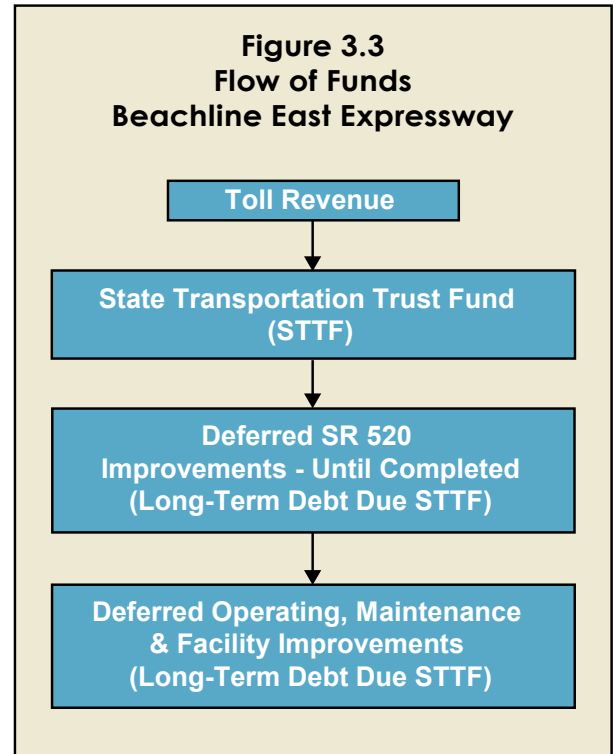 Figure 3.3
Flow of Funds
Beachline East Expressway
Toll Revenue
State Transportation Trust Fund
(STTF)
Deferred SR 520
Improvements - Until Completed
(Long-Term Debt Due STTF)
Deferred Operating, Maintenance
& Facility Improvements
(Long-Term Debt Due STTF)